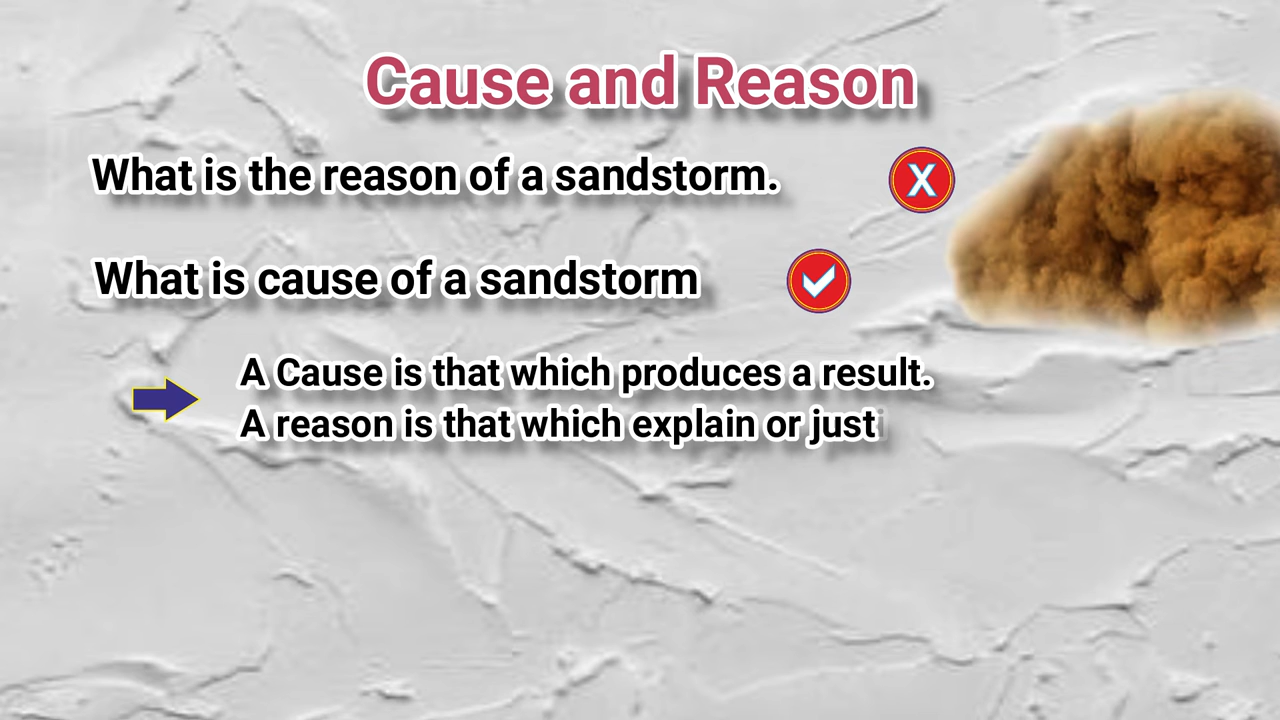 Cause and Reason
What is the reason of a sandstorm.
X
What is cause of a sandstorm
A Cause is that which produces a result.
A reason is that which explain or justi